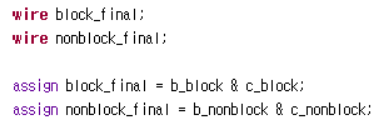 wire block_final;
wire nonblock_final;
assign block_final = b_block & c_block;
assign nonblock_final = b_nonblock & c_nonblock;